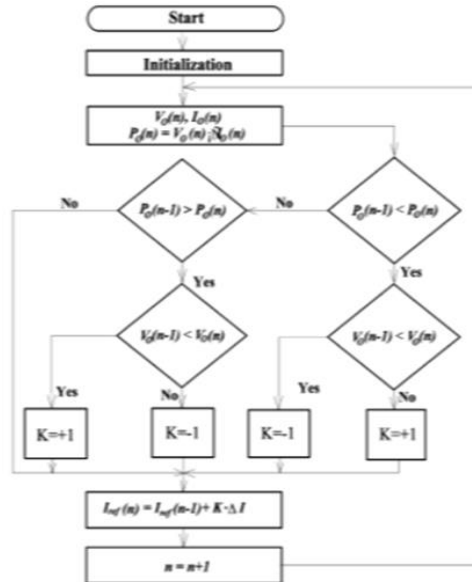 Start
Initialization
V_O(n), I_O(n)
P_O(n) = V_O(n) · I_O(n)
P_O(n-1) < P_O(n)
No
P_O(n-1) > P_O(n)
No
Yes
Yes
V_O(n-1) < V_O(n)
V_O(n-1) < V_O(n)
Yes
No
Yes
No
K=+1
K=-1
K=-1
K=+1
I_ref(n) = I_ref(n-1)+ K·Δ I
n = n+1